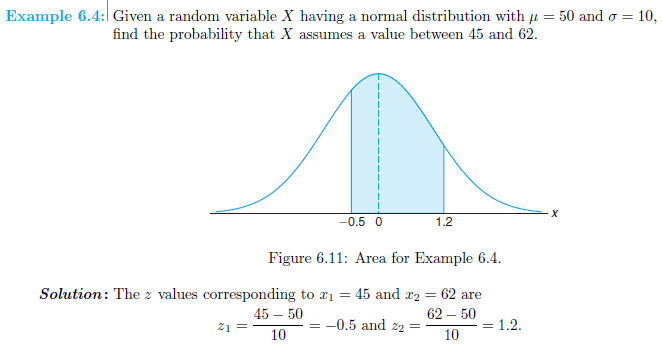 Example 6.4: Given a random variable X having a normal distribution with μ = 50 and σ = 10,
find the probability that X assumes a value between 45 and 62.
−0.5 0 1.2 x
Figure 6.11: Area for Example 6.4.
Solution: The z values corresponding to x₁ = 45 and x₂ = 62 are
z₁ = (45 − 50)/10 = −0.5 and z₂ = (62 − 50)/10 = 1.2.